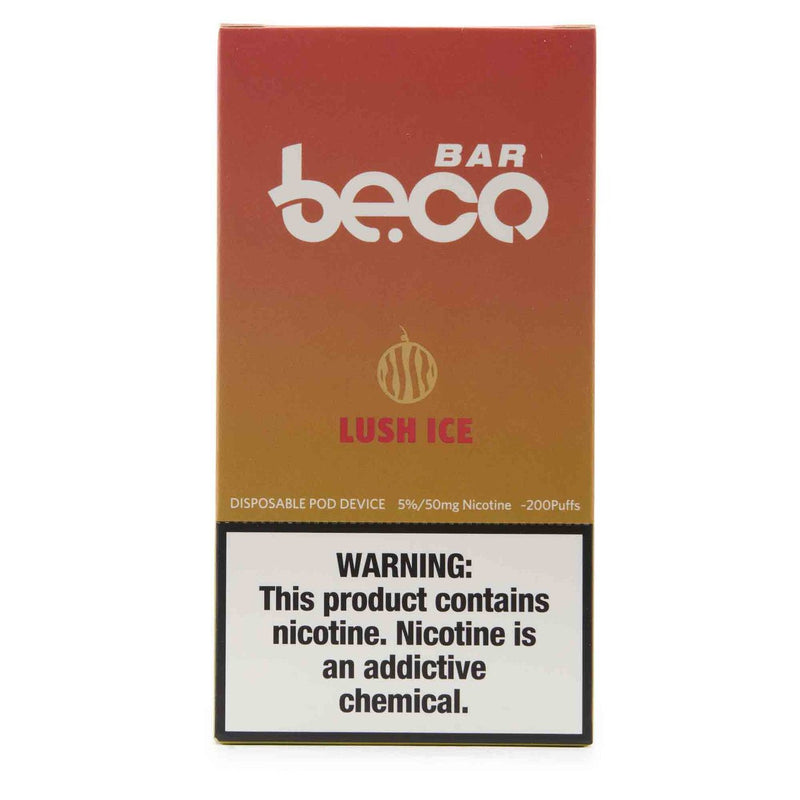 BAR
be.co
LUSH ICE
DISPOSABLE POD DEVICE 5%/50mg Nicotine -200Puffs
WARNING:
This product contains
nicotine. Nicotine is
an addictive
chemical.